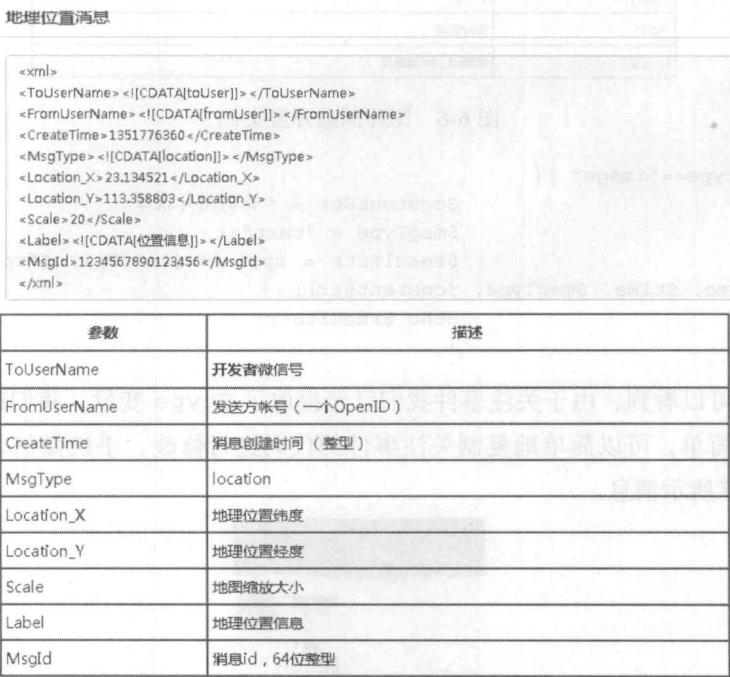 地理位置消息
<xml>
<ToUserName><![CDATA[toUser]]></ToUserName>
<FromUserName><![CDATA[fromUser]]></FromUserName>
<CreateTime>1351776360</CreateTime>
<MsgType><![CDATA[location]]></MsgType>
<Location_X>23.134521</Location_X>
<Location_Y>113.358803</Location_Y>
<Scale>20</Scale>
<Label><![CDATA[位置信息]]></Label>
<MsgId>1234567890123456</MsgId>
</xml>
参数 描述
ToUserName 开发者微信号
FromUserName 发送方帐号（一个OpenID）
CreateTime 消息创建时间 （整型）
MsgType location
Location_X 地理位置纬度
Location_Y 地理位置经度
Scale 地图缩放大小
Label 地理位置信息
MsgId 消息id，64位整型